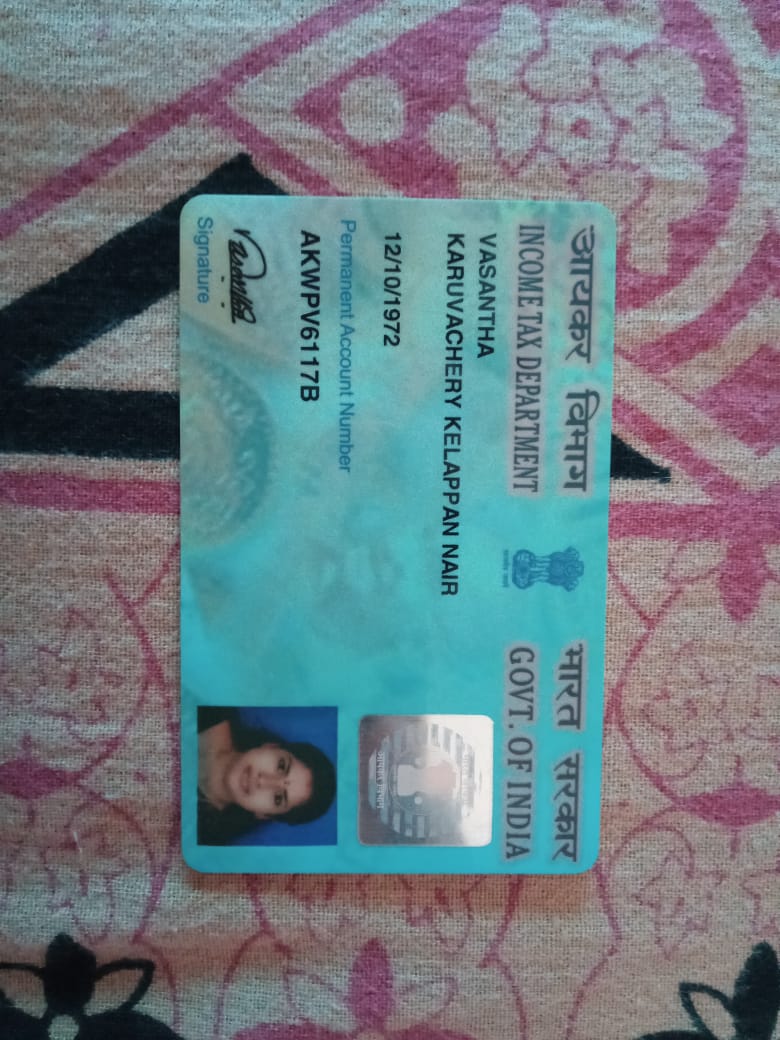 आयकर विभाग
INCOME TAX DEPARTMENT
भारत सरकार
GOVT. OF INDIA
VASANTHA
KARUVACHERY KELAPPAN NAIR
12/10/1972
Permanent Account Number
AKWPV6117B
Signature